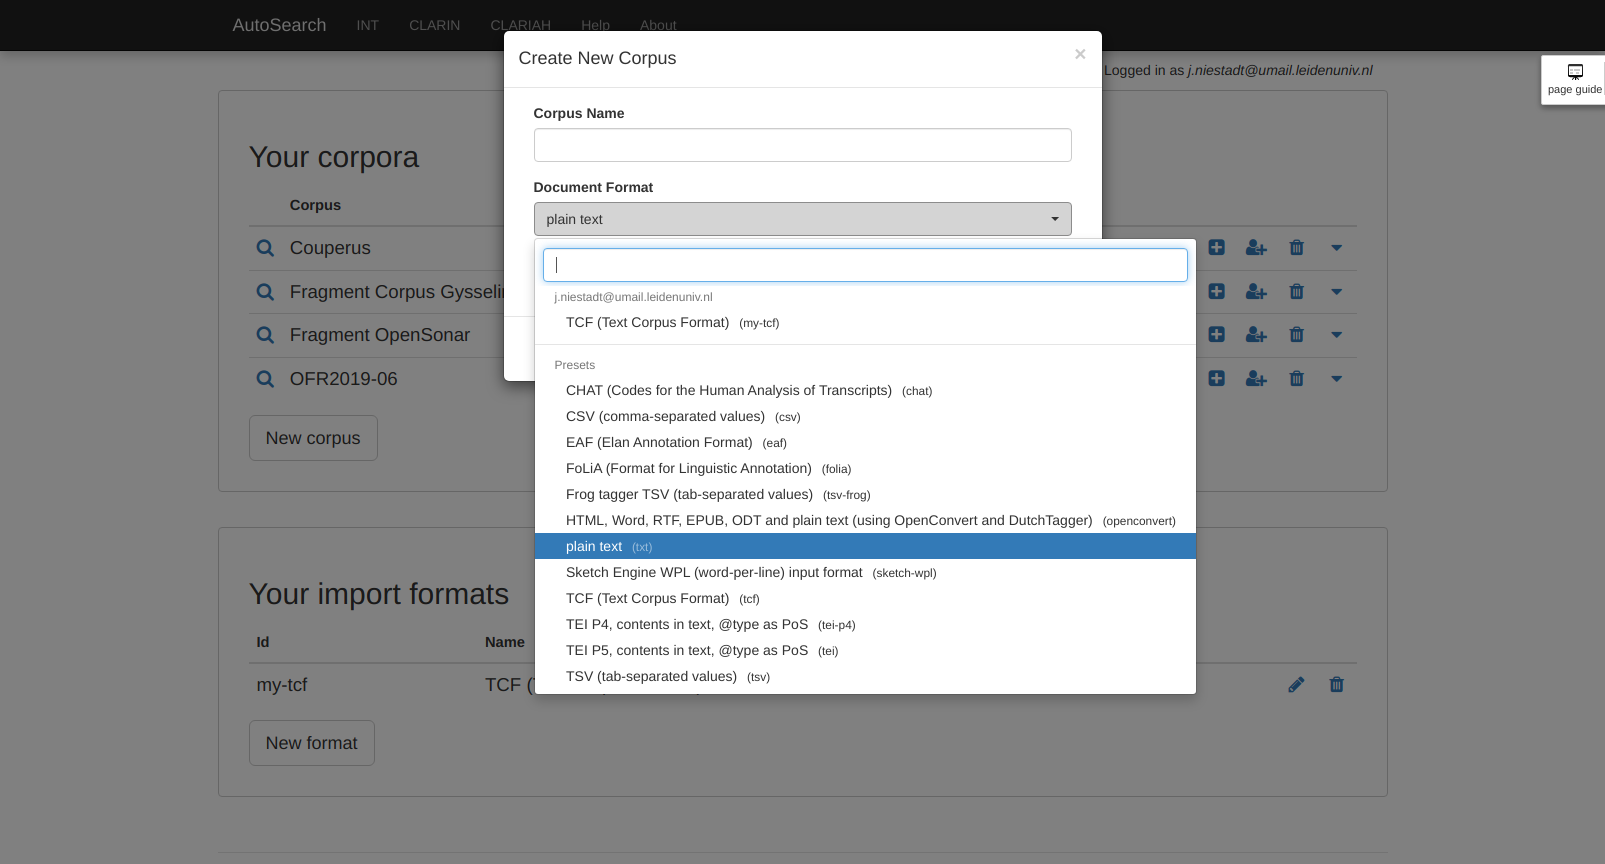 AutoSearch INT CLARIN CLARIAH Help About
Create New Corpus ×
Logged in as j.niestadt@umail.leidenuniv.nl
page guide
Corpus Name
Your corpora
Document Format
Corpus
plain text
Couperus
j.niestadt@umail.leidenuniv.nl
Fragment Corpus
TCF (Text Corpus Format) (my-tcf)
Fragment OpenSonar
Presets
OFR2019-06
CHAT (Codes for the Human Analysis of Transcripts) (chat)
CSV (comma-separated values) (csv)
New corpus
EAF (Elan Annotation Format) (eaf)
FoLiA (Format for Linguistic Annotation) (folia)
Frog tagger TSV (tab-separated values) (tsv-frog)
HTML, Word, RTF, EPUB, ODT and plain text (using OpenConvert and DutchTagger) (openconvert)
plain text (txt)
Sketch Engine WPL (word-per-line) input format (sketch-wpl)
Your import formats
TCF (Text Corpus Format) (tcf)
TEI P4, contents in text, @type as PoS (tei-p4)
Id Name
TEI P5, contents in text, @type as PoS (tei)
TSV (tab-separated values) (tsv)
my-tcf TCF
New format